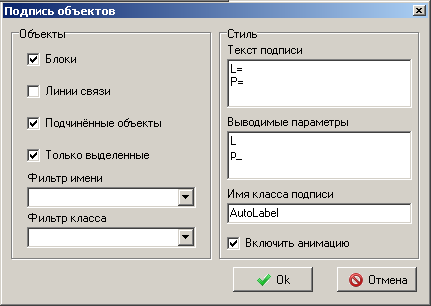 Подпись объектов
Объекты
Блоки
Линии связи
Подчинённые объекты
Только выделенные
Фильтр имени
Фильтр класса
Стиль
Текст подписи
L=
P=
Выводимые параметры
L
p_
Имя класса подписи
AutoLabel
Включить анимацию
Ok
Отмена